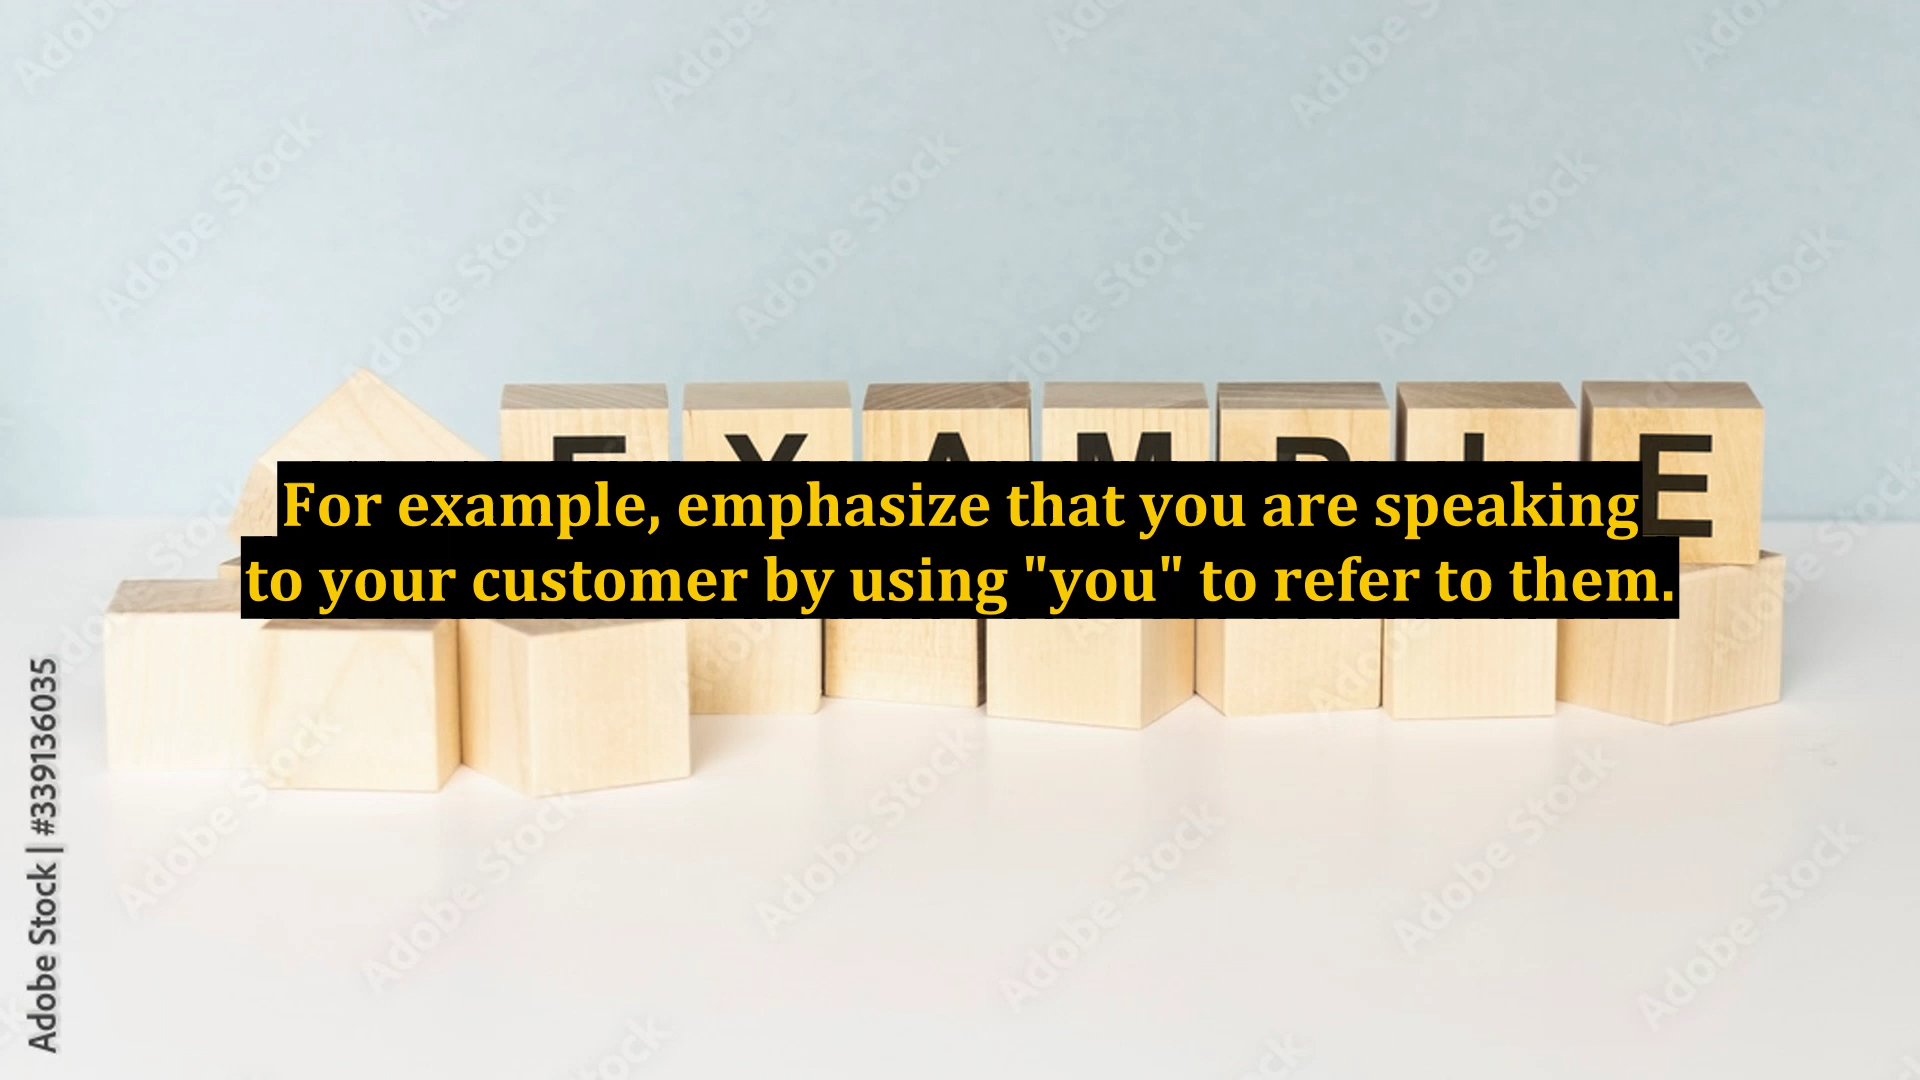 EXAMPLE
For example, emphasize that you are speaking
to your customer by using "you" to refer to them.
Adobe Stock | #339136035